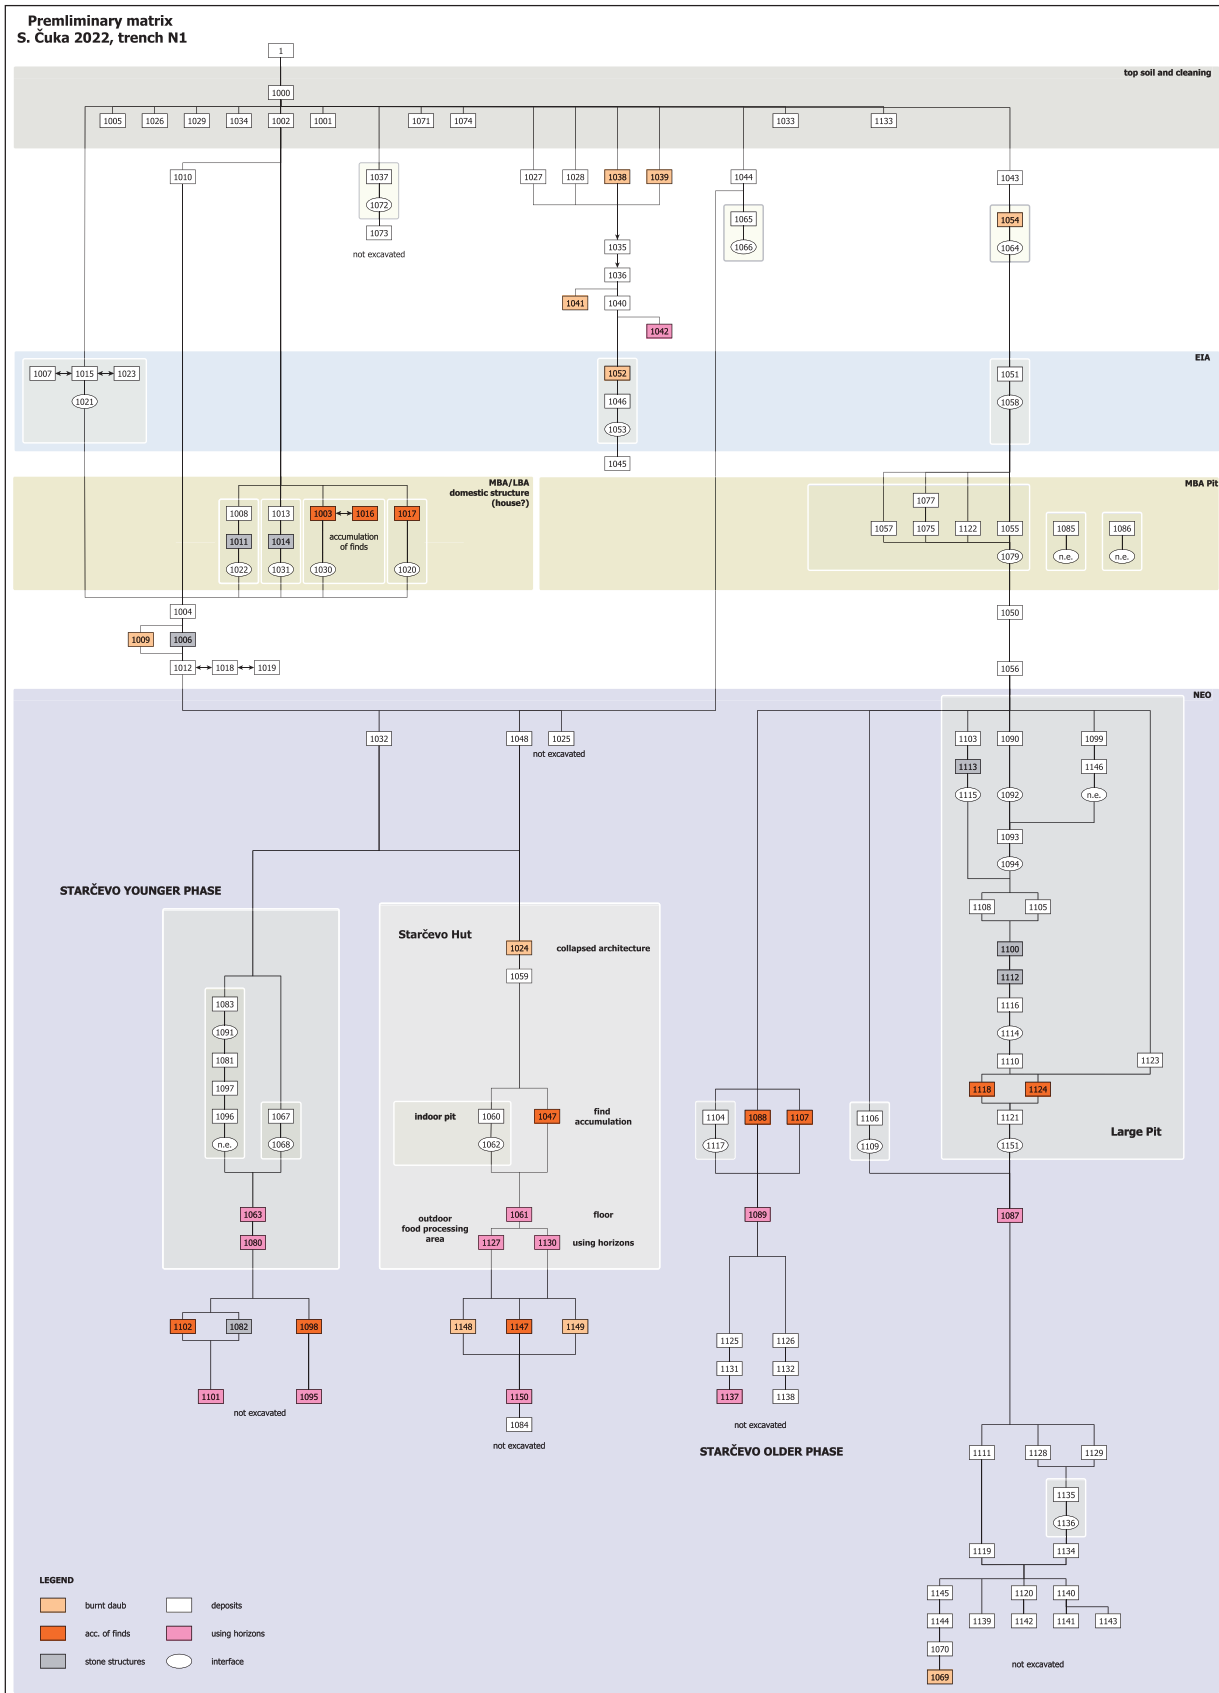 Premliminary matrix
S. Čuka 2022, trench N1
1
top soil and cleaning
1000
1005 1026 1029 1034 1002 1001 1071 1074 1033 1133
1010 1037 1027 1028 1038 1039 1044 1043
1072
1065 1054
1073
1035 1066 1064
not excavated
1036
1041 1040
1042
EIA
1007 1015 1023 1052 1051
1021 1046 1058
1053
1045
MBA/LBA
domestic structure
(house?)
MBA Pit
1077
1008 1013 1003 1016 1017
1057 1075 1122 1055 1085 1086
1011 1014 accumulation
of finds
1079 n.e. n.e.
1022 1031 1030 1020
1004 1050
1009 1006
1012 1018 1019 1056
NEO
1032 1048 1025 1103 1090 1099
not excavated
1113 1146
1115 1092 n.e.
1093
1094
STARČEVO YOUNGER PHASE
1108 1105
Starčevo Hut
1024 collapsed architecture 1100
1059 1112
1083 1116
1091 1114
1081 1110 1123
1097 1118 1124
1096 1067 indoor pit 1060 1047 find
accumulation
1104 1088 1107 1106 1121
Large Pit
n.e. 1068 1062 1117 1109 1151
1063 outdoor
food processing
area
1061 floor 1089 1087
1080 1127 1130 using horizons
1102 1082 1098 1148 1147 1149
1125 1126
1131 1132
1101 1095 1150 1137 1138
not excavated
1084 not excavated
not excavated
STARČEVO OLDER PHASE
1111 1128 1129
1135
1136
1119 1134
LEGEND
1145 1120 1140
burnt daub deposits
1144 1139 1142 1141 1143
acc. of finds using horizons
1070
stone structures interface
not excavated
1069